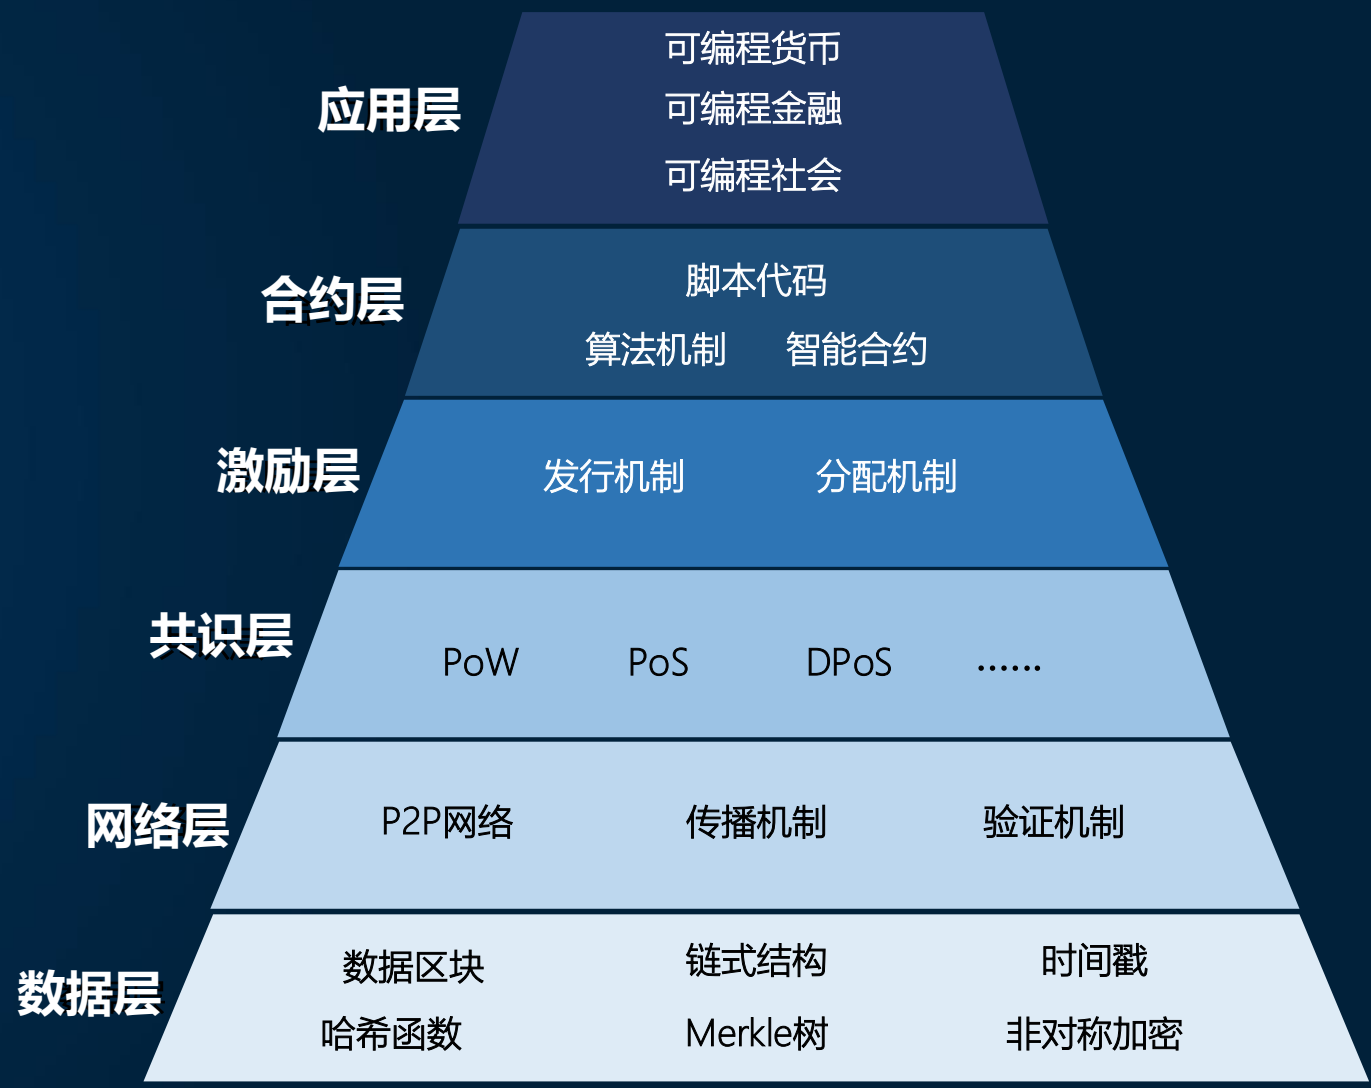 应用层
可编程货币
可编程金融
可编程社会
合约层
脚本代码
算法机制 智能合约
激励层
发行机制 分配机制
共识层
PoW PoS DPoS ······
网络层
P2P网络 传播机制 验证机制
数据层
数据区块 链式结构 时间戳
哈希函数 Merkle树 非对称加密